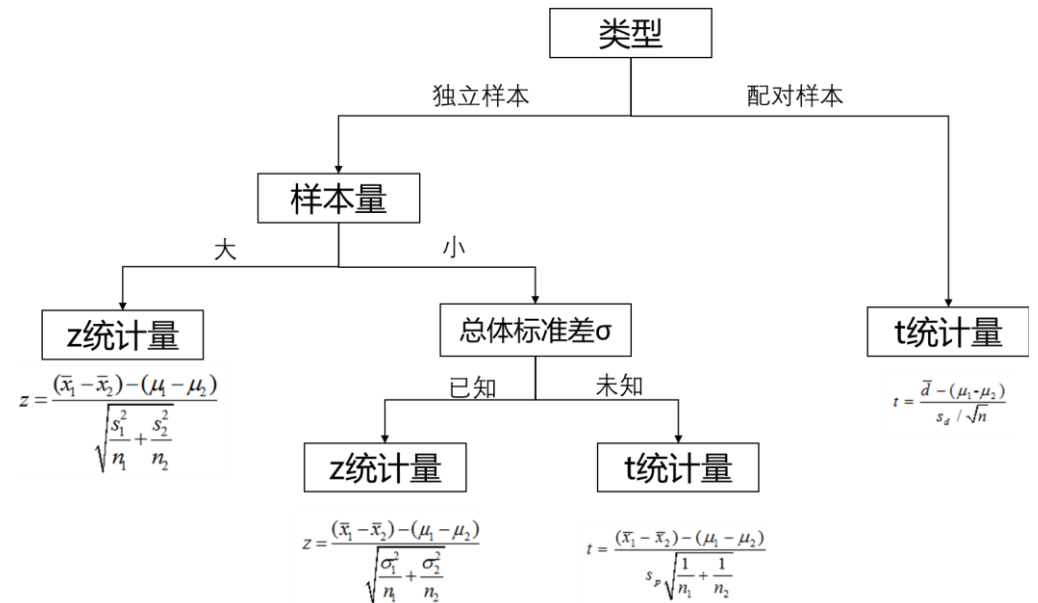 类型
独立样本
配对样本
样本量
大
小
z统计量
总体标准差σ
t统计量
z = ((x̄₁ − x̄₂) − (μ₁ − μ₂)) / √(s₁²/n₁ + s₂²/n₂)
已知
未知
t = (d̄ − (μ₁-μ₂)) / (s_d / √n)
z统计量
t统计量
z = ((x̄₁ − x̄₂) − (μ₁ − μ₂)) / √(σ₁²/n₁ + σ₂²/n₂)
t = ((x̄₁ − x̄₂) − (μ₁ − μ₂)) / (s_p √(1/n₁ + 1/n₂))